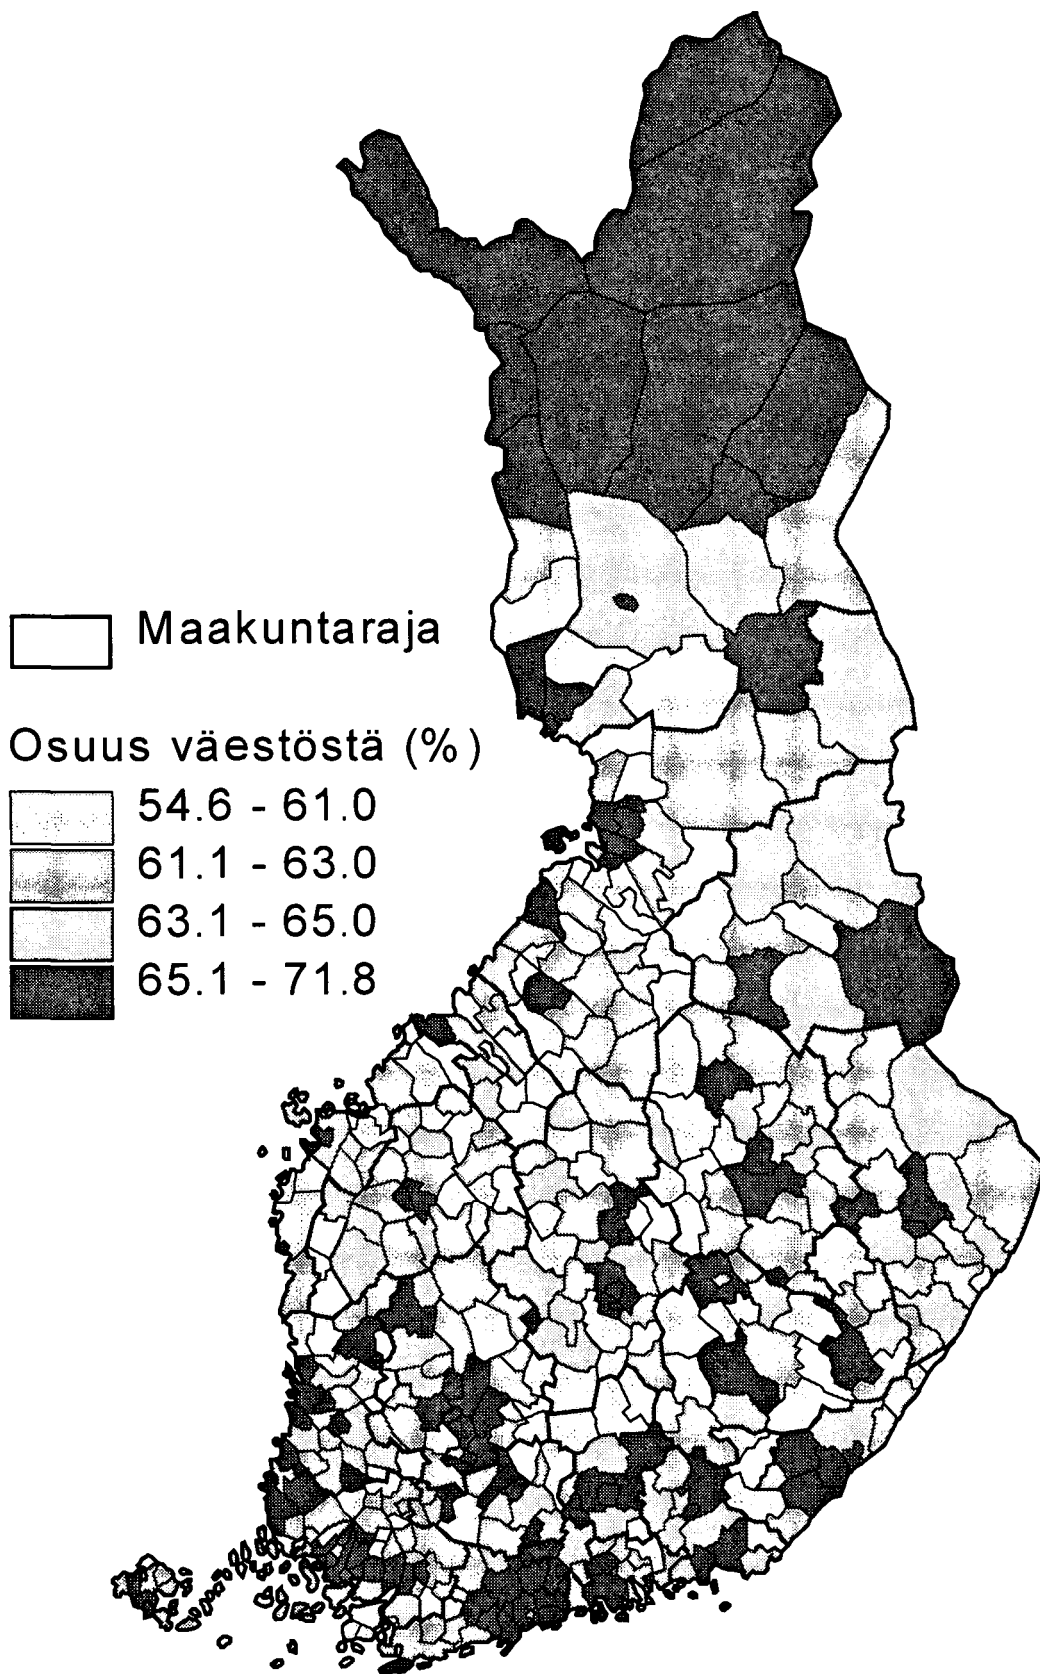 Maakuntaraja
Osuus väestöstä (%)
54.6 - 61.0
61.1 - 63.0
63.1 - 65.0
65.1 - 71.8